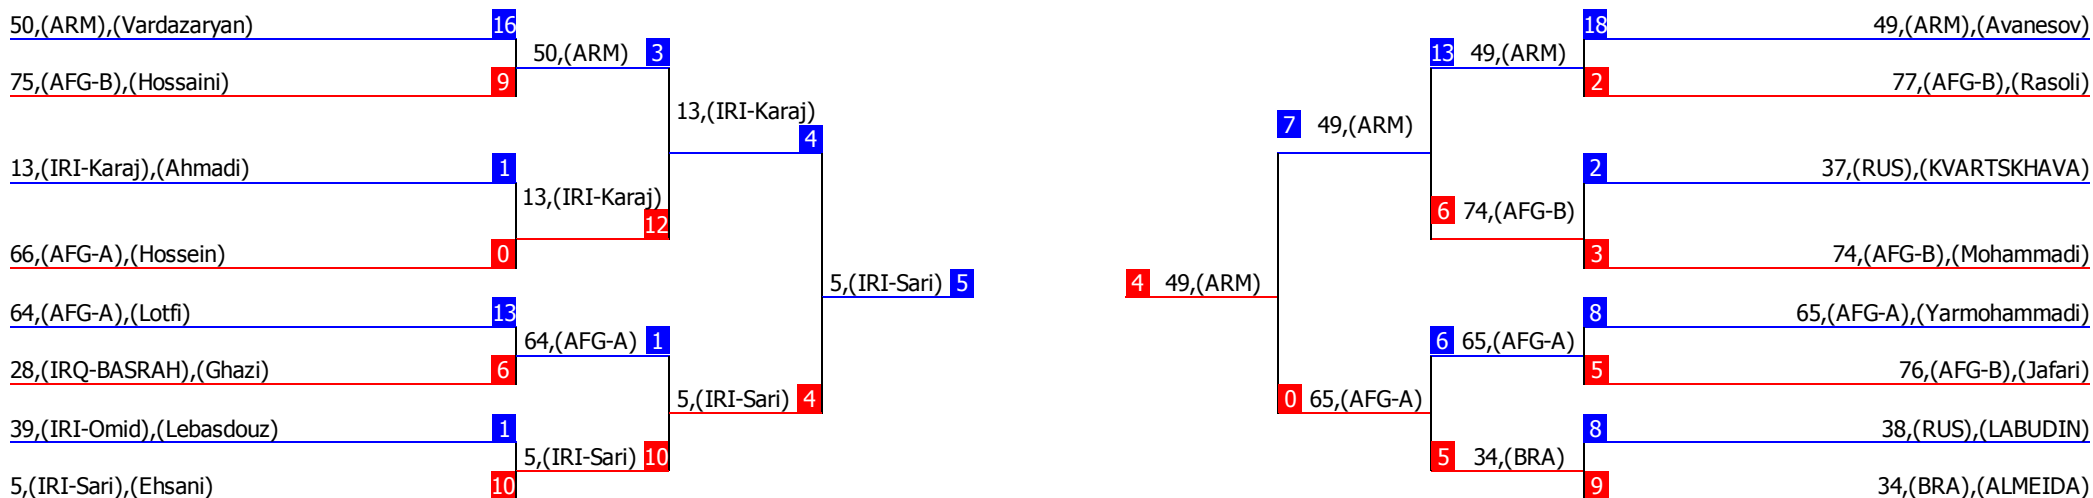 50,(ARM),(Vardazaryan) 16
50,(ARM) 3
75,(AFG-B),(Hossaini) 9
13,(IRI-Karaj)
4
13,(IRI-Karaj),(Ahmadi) 1
13,(IRI-Karaj)
12
66,(AFG-A),(Hossein) 0
5,(IRI-Sari) 5
64,(AFG-A),(Lotfi) 13
64,(AFG-A) 1
28,(IRQ-BASRAH),(Ghazi) 6
5,(IRI-Sari) 4
39,(IRI-Omid),(Lebasdouz) 1
5,(IRI-Sari) 10
5,(IRI-Sari),(Ehsani) 10
18 49,(ARM),(Avanesov)
13 49,(ARM)
2 77,(AFG-B),(Rasoli)
7 49,(ARM)
2 37,(RUS),(KVARTSKHAVA)
6 74,(AFG-B)
3 74,(AFG-B),(Mohammadi)
4 49,(ARM)
8 65,(AFG-A),(Yarmohammadi)
6 65,(AFG-A)
5 76,(AFG-B),(Jafari)
0 65,(AFG-A)
8 38,(RUS),(LABUDIN)
5 34,(BRA)
9 34,(BRA),(ALMEIDA)